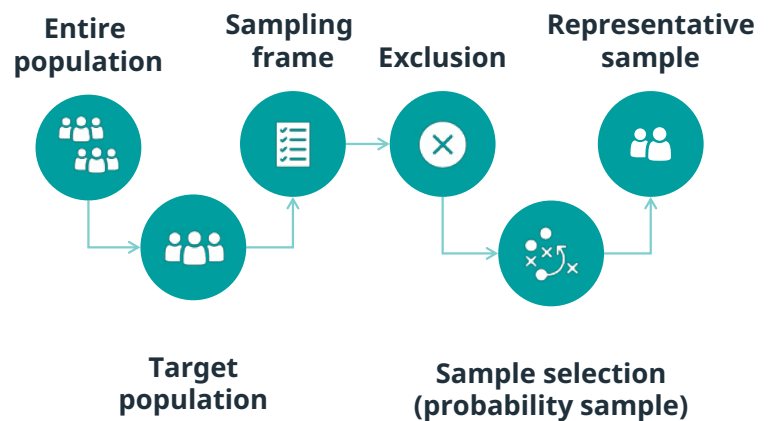 Entire
population
Sampling
frame
Exclusion
Representative
sample
Target
population
Sample selection
(probability sample)